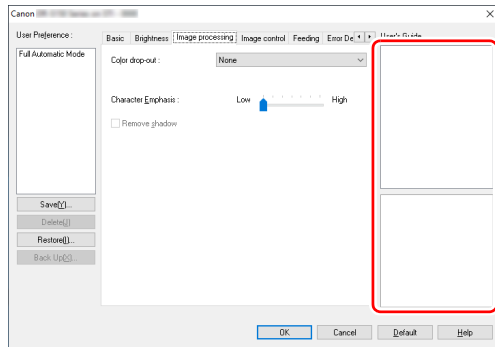 Canon
User Preference :
Full Automatic Mode
Save(Y)...
Delete(J)
Restore(I)...
Back Up(X)...
Basic Brightness Image processing Image control Feeding Error De
Color drop-out : None
Character Emphasis : Low High
Remove shadow
User's Guide
OK Cancel Default Help